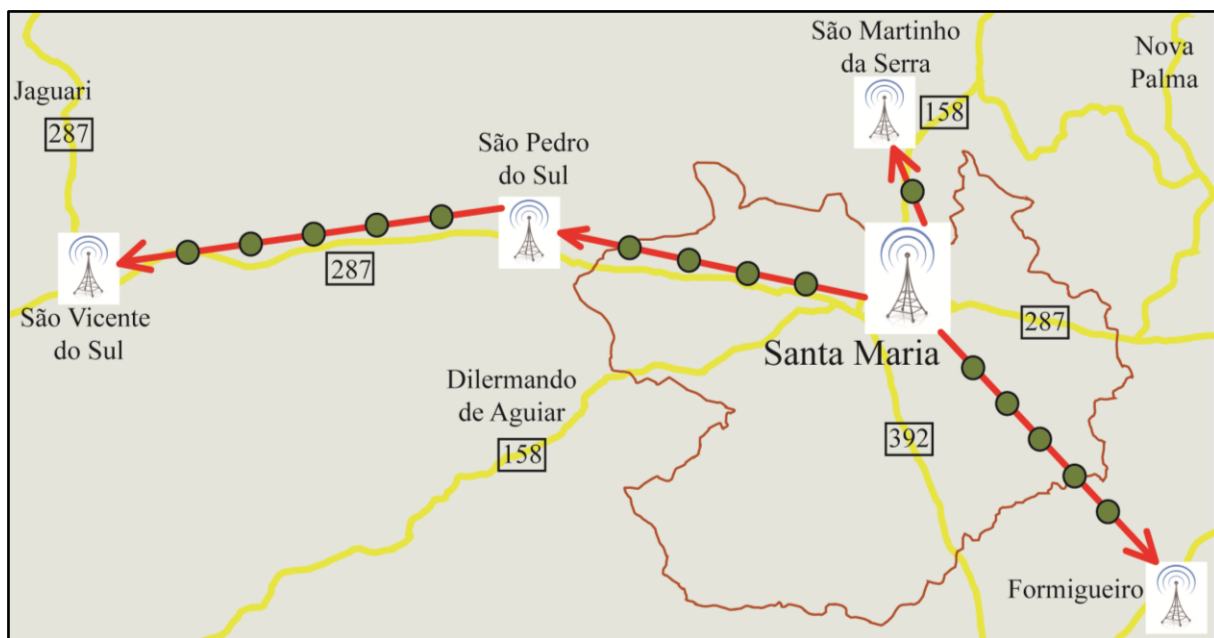 São Martinho
da Serra
Nova
Palma
Jaguari
287
158
São Pedro
do Sul
287
São Vicente
do Sul
287
Santa Maria
Dilermando
de Aguiar
158
392
Formigueiro